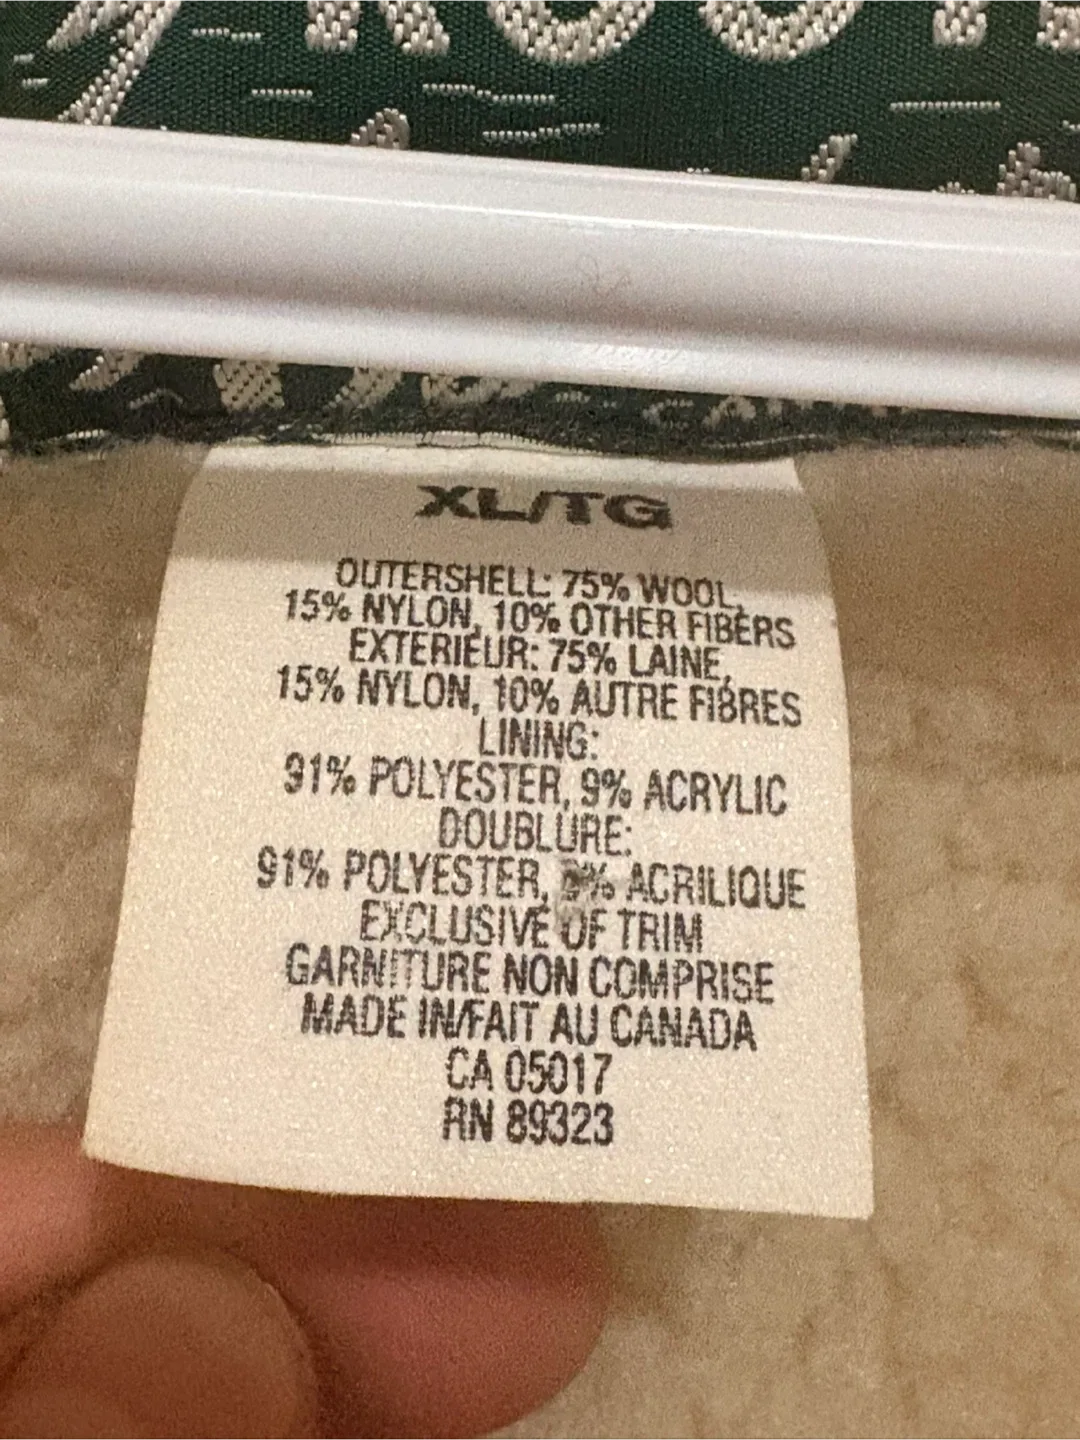 XL/TG
OUTERSHELL: 75% WOOL,
15% NYLON, 10% OTHER FIBERS
EXTERIEUR: 75% LAINE,
15% NYLON, 10% AUTRE FIBRES
LINING:
91% POLYESTER, 9% ACRYLIC
DOUBLURE:
91% POLYESTER, 9% ACRILIQUE
EXCLUSIVE OF TRIM
GARNITURE NON COMPRISE
MADE IN/FAIT AU CANADA
CA 05017
RN 89323